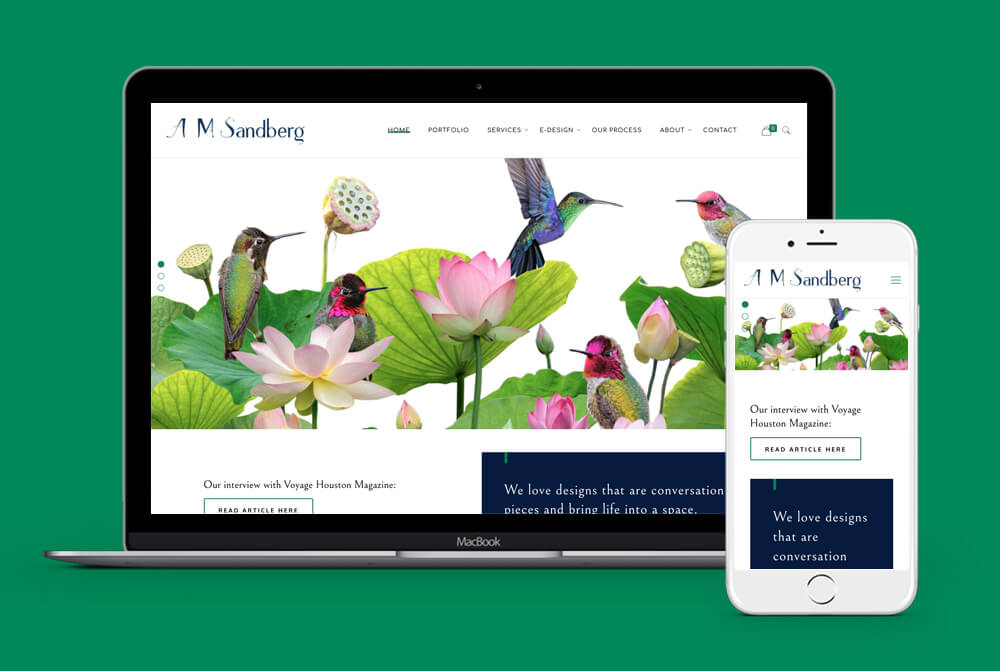 A M Sandberg
HOME PORTFOLIO SERVICES E-DESIGN OUR PROCESS ABOUT CONTACT 0
Our interview with Voyage Houston Magazine:
READ ARTICLE HERE
We love designs that are conversation
pieces and bring life into a space.
MacBook
A M Sandberg
Our interview with Voyage
Houston Magazine:
READ ARTICLE HERE
We love designs
that are
conversation